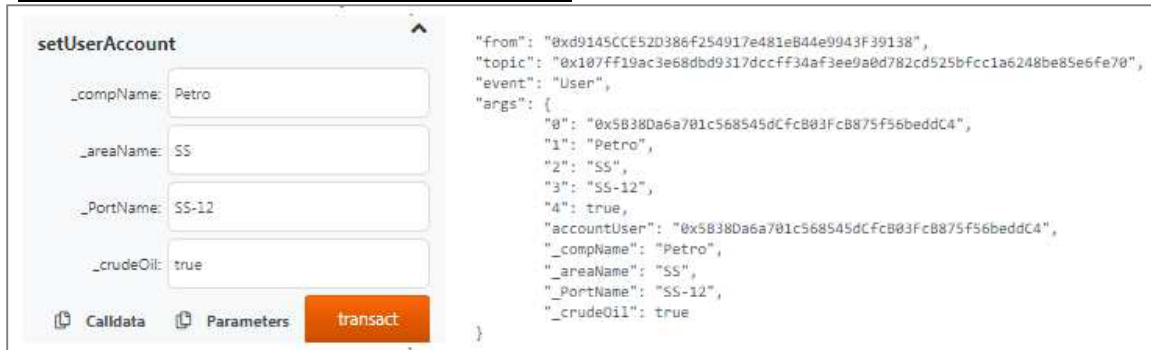 setUserAccount
_compName: Petro
_areaName: SS
_PortName: SS-12
_crudeOil: true
Calldata Parameters transact
"from": "0xd9145CCE52D386f254917e481eB44e9943F39138",
"topic": "0x107ff19ac3e68dbd9317dccff34af3ee9a0d782cd525bfcc1a6248be85e6fe70",
"event": "User",
"args": {
"0": "0x5B38Da6a701c568545dCfcB03FcB875f56beddC4",
"1": "Petro",
"2": "SS",
"3": "SS-12",
"4": true,
"accountUser": "0x5B38Da6a701c568545dCfcB03FcB875f56beddC4",
"_compName": "Petro",
"_areaName": "SS",
"_PortName": "SS-12",
"_crudeOil": true
}